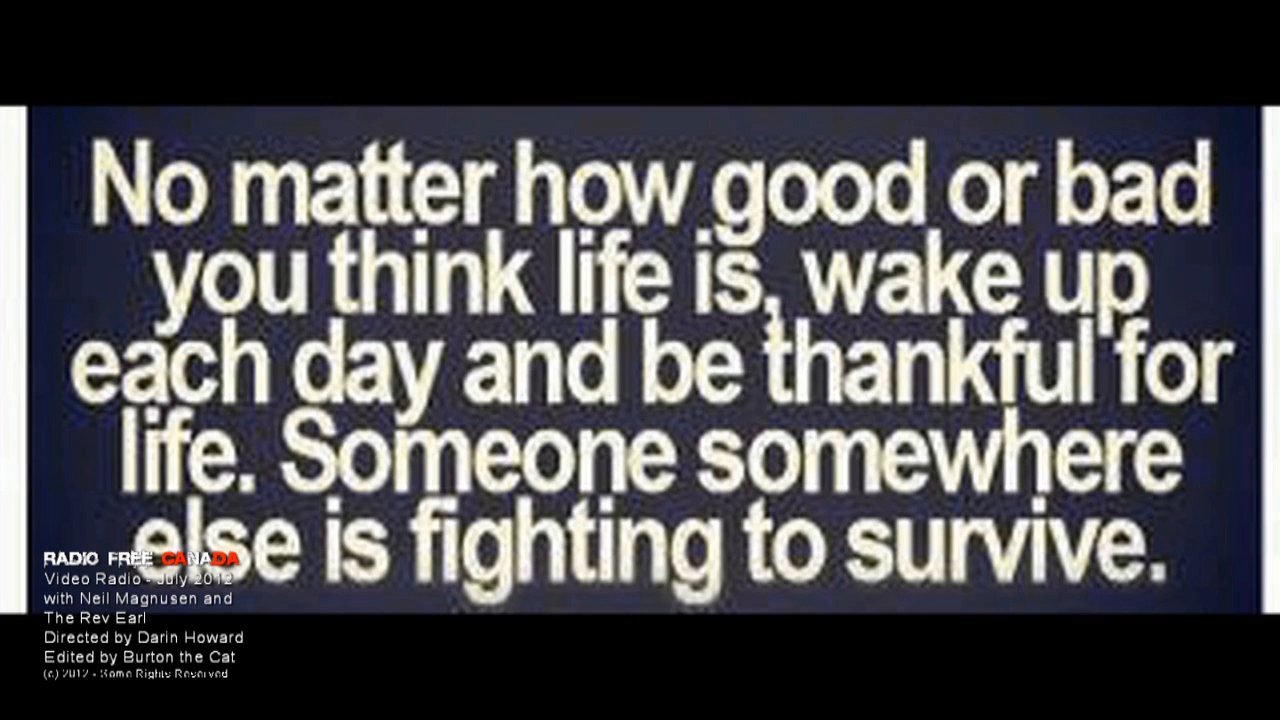 No matter how good or bad
you think life is, wake up
each day and be thankful for
life. Someone somewhere
else is fighting to survive.
RADIO FREE CANADA
Video Radio - July 2012
with Neil Magnusen and
The Rev Earl
Directed by Darin Howard
Edited by Burton the Cat
(c) 2012 - Some Rights Reserved